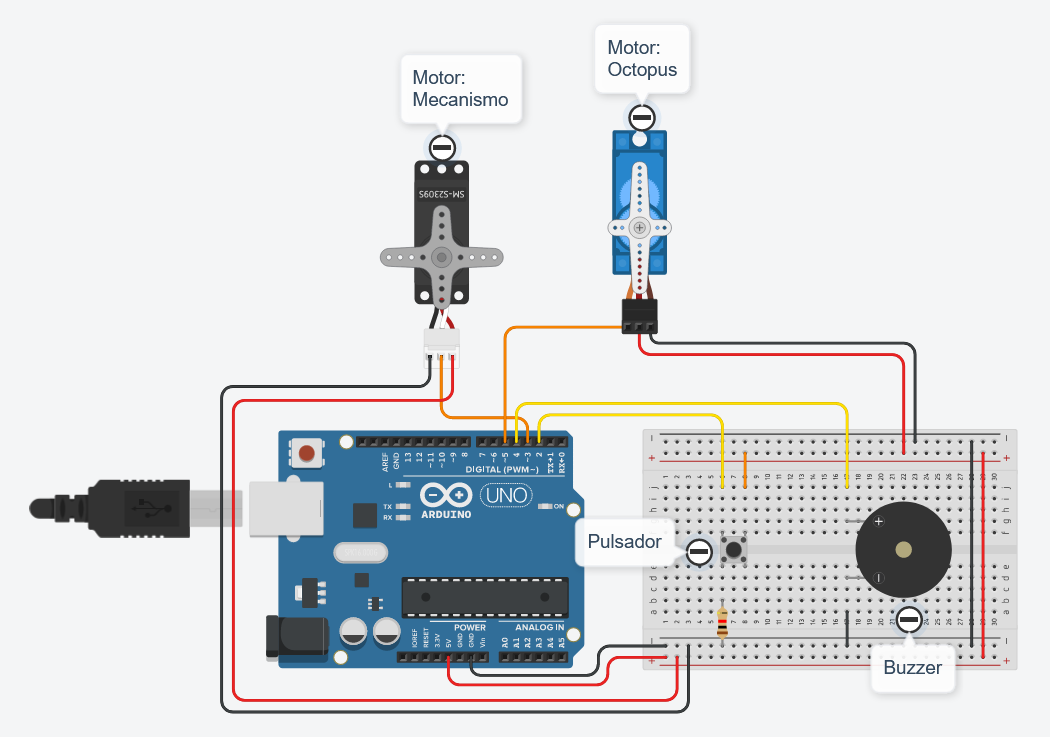 Motor:
Octopus
Motor:
Mecanismo
SM-S2309S
AREF
GND
13
12
~11
~10
~9
8
7
~6
~5
4
~3
2
TX→1
RX←0
DIGITAL (PWM~)
L
TX
RX
ARDUINO
UNO
ON
Pulsador
POWER
ANALOG IN
IOREF
RESET
3.3V
5V
GND
GND
Vin
A0
A1
A2
A3
A4
A5
Buzzer